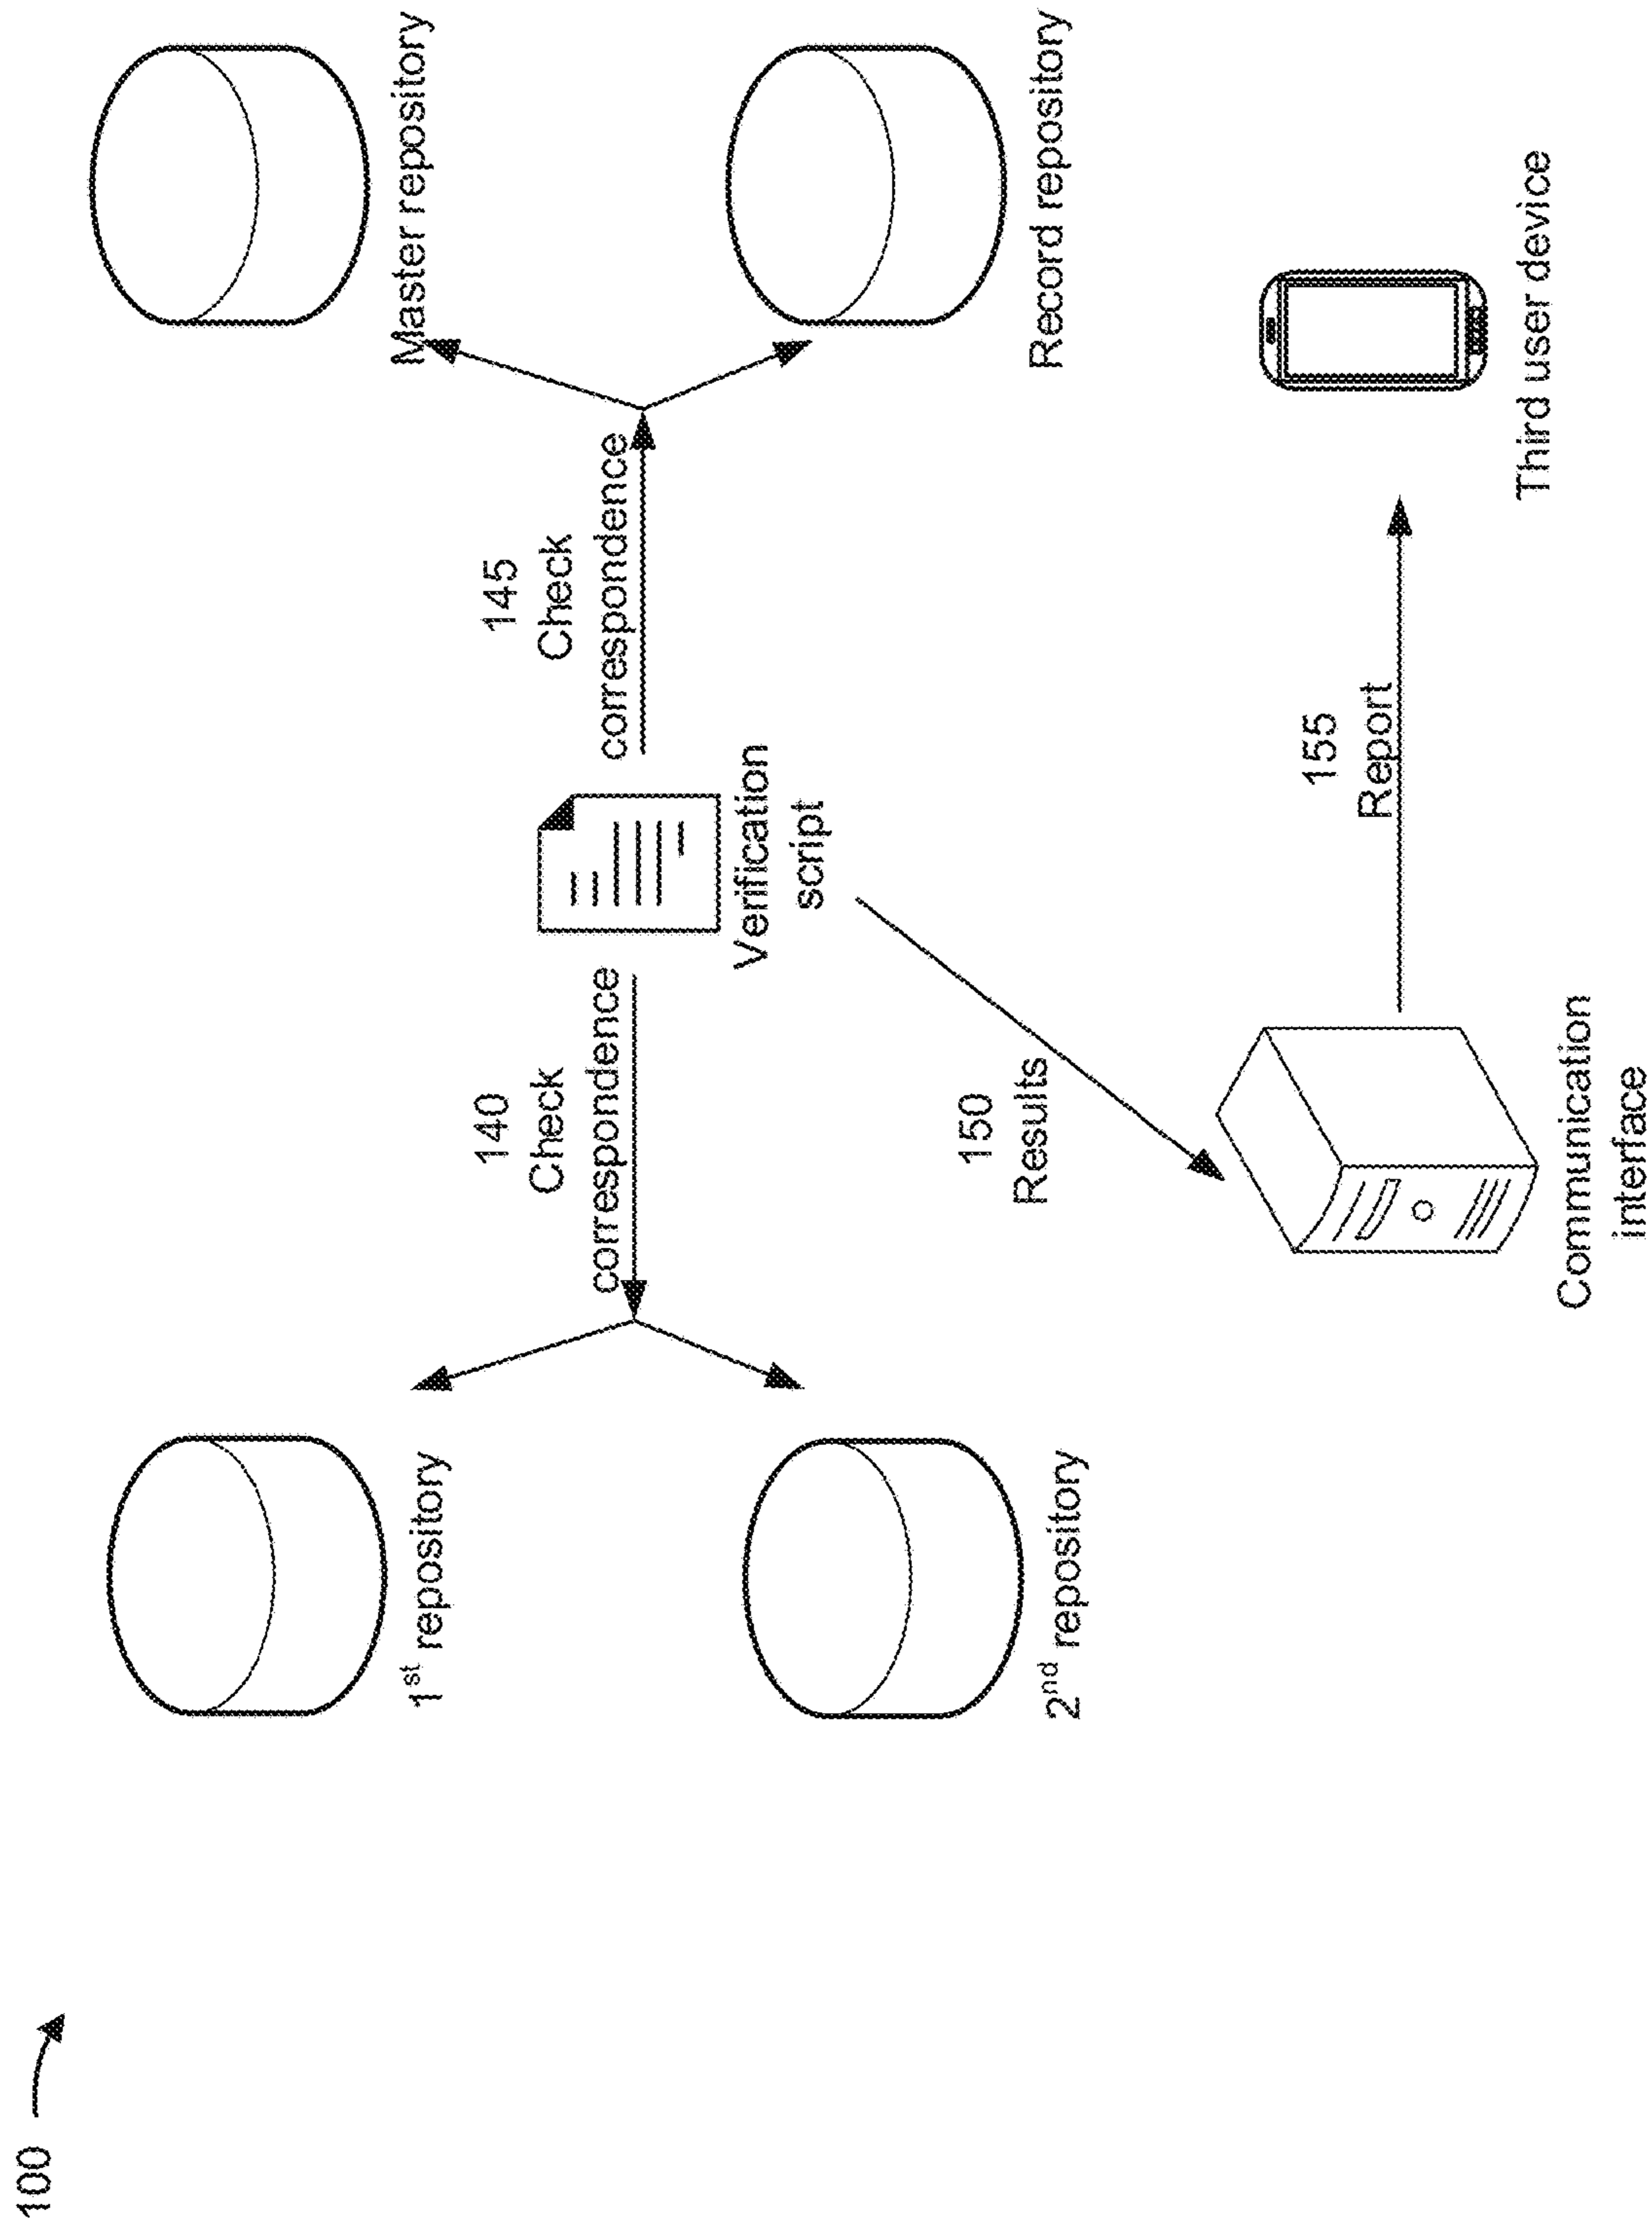 100
1st repository
140
Check
correspondence
Verification
script
145
Check
correspondence
Master repository
2nd repository
Record repository
150
Results
Communication
interface
155
Report
Third user device